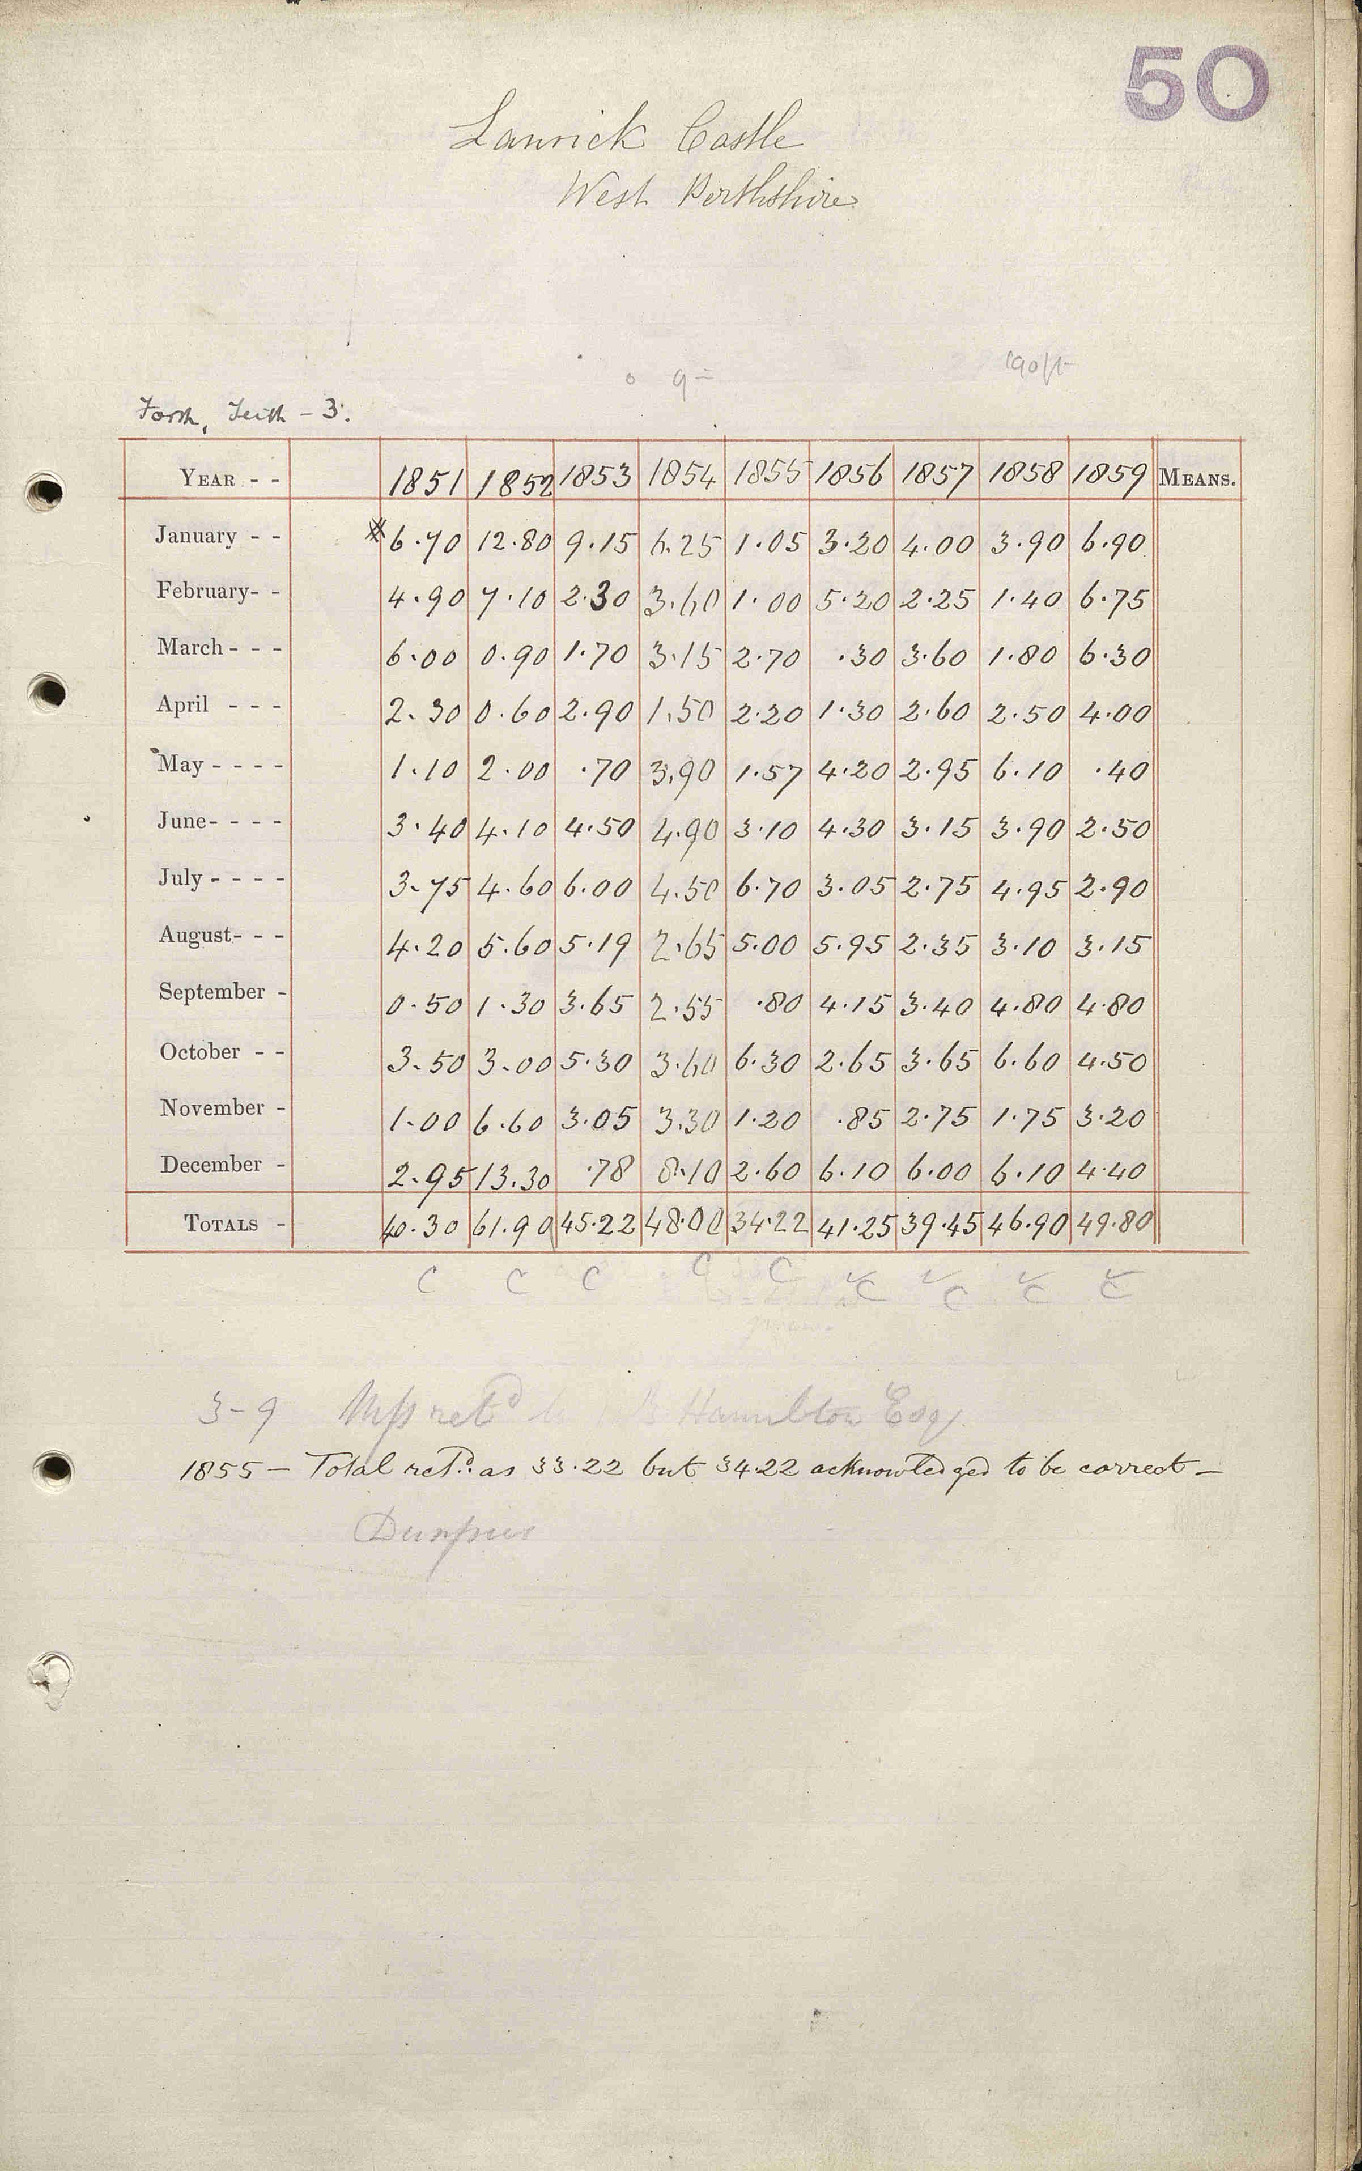 50
Lanrick Castle
West Perthshire
190 ft
0 9 =
Forth, Teith - 3.
YEAR - - 1851 1852 1853 1854 1855 1856 1857 1858 1859 MEANS.
January - - * 6.70 12.80 9.15 6.25 1.05 3.20 4.00 3.90 6.90
February- - 4.90 7.10 2.30 3.60 1.00 5.20 2.25 1.40 6.75
March - - - 6.00 0.90 1.70 3.15 2.70 .30 3.60 1.80 6.30
April - - - 2.30 0.60 2.90 1.50 2.20 1.30 2.60 2.50 4.00
May - - - - 1.10 2.00 .70 3.90 1.57 4.20 2.95 6.10 .40
June- - - - 3.40 4.10 4.50 4.90 3.10 4.30 3.15 3.90 2.50
July - - - - 3.75 4.60 6.00 4.50 6.70 3.05 2.75 4.95 2.90
August- - - 4.20 5.60 5.19 2.65 5.00 5.95 2.35 3.10 3.15
September - 0.50 1.30 3.65 2.55 .80 4.15 3.40 4.80 4.80
October - - 3.50 3.00 5.30 3.60 6.30 2.65 3.65 6.60 4.50
November - 1.00 6.60 3.05 3.30 1.20 .85 2.75 1.75 3.20
December - 2.95 13.30 .78 8.10 2.60 6.10 6.00 6.10 4.40
TOTALS - 40.30 61.90 45.22 48.00 34.22 41.25 39.45 46.90 49.80
C C C C C C C C C
3-9 Mss retd Hamilton Esq.
1855 - Total retd. as 33.22 but 34.22 acknowledged to be correct -